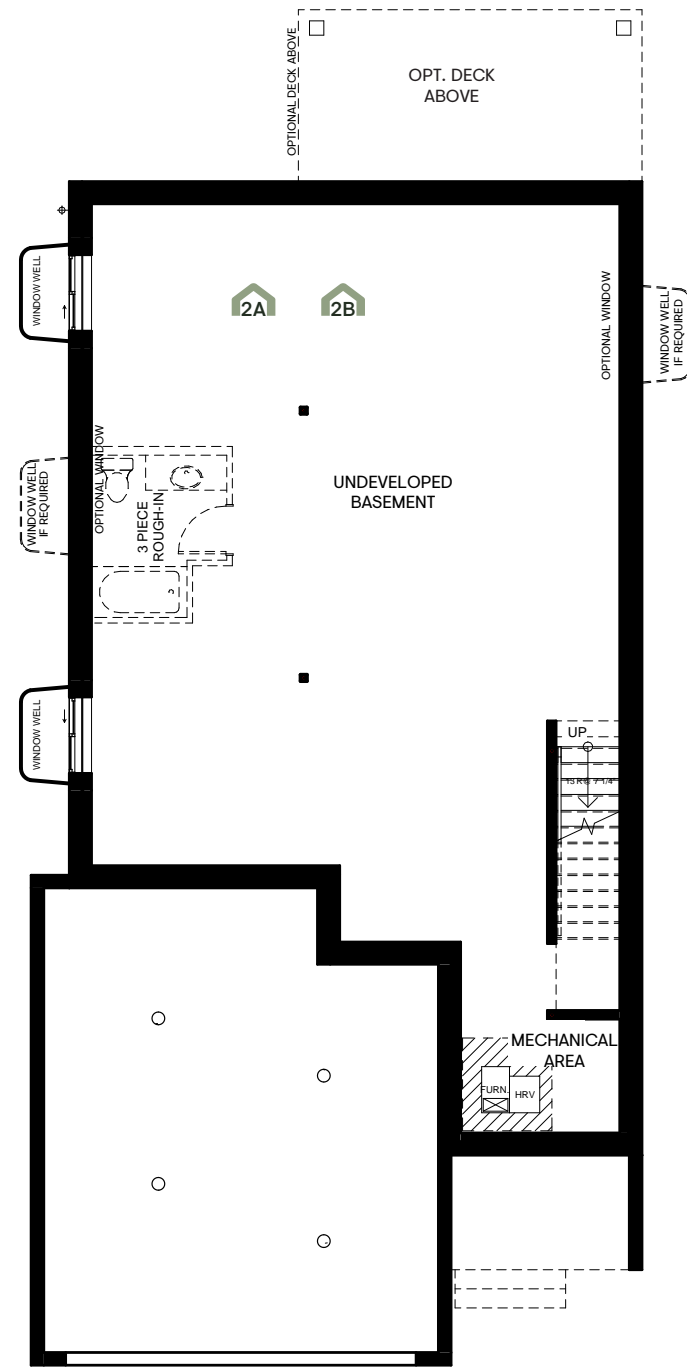 OPTIONAL DECK ABOVE
OPT. DECK
ABOVE
WINDOW WELL
2A
2B
OPTIONAL WINDOW
WINDOW WELL
IF REQUIRED
WINDOW WELL
IF REQUIRED
OPTIONAL WINDOW
3 PIECE
ROUGH-IN
UNDEVELOPED
BASEMENT
WINDOW WELL
UP
MECHANICAL
AREA
FURN.
HRV